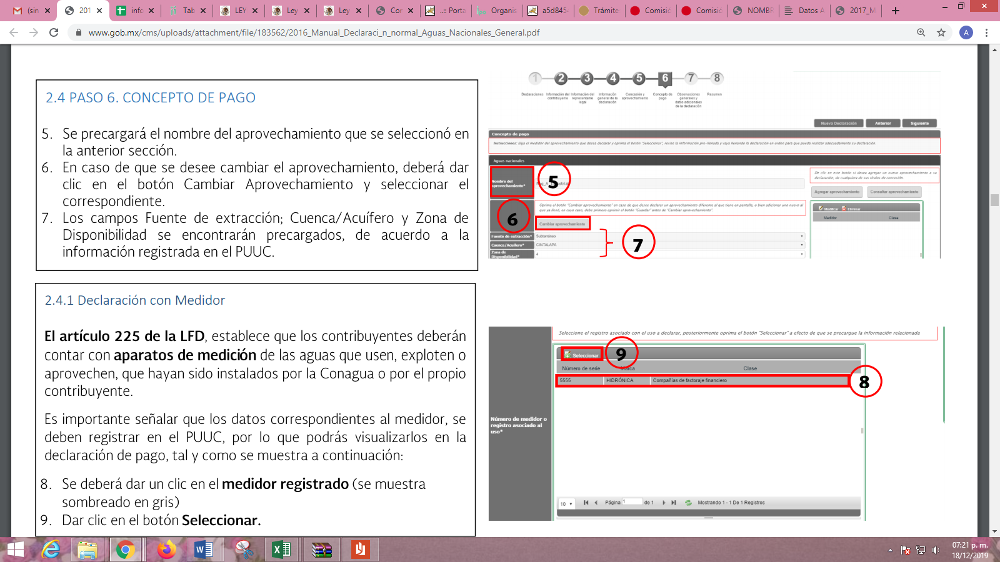 (sin
201
info
Tab
LEY
Ley
Ley
Cor
..:: Porta
Organis
a5d845
Trámite
Comisió
Comisió
NOMBR
Datos A
2017_M
www.gob.mx/cms/uploads/attachment/file/183562/2016_Manual_Declaraci_n_normal_Aguas_Nacionales_General.pdf
A
2.4 PASO 6. CONCEPTO DE PAGO
5. Se precargará el nombre del aprovechamiento que se seleccionó en
la anterior sección.
6. En caso de que se desee cambiar el aprovechamiento, deberá dar
clic en el botón Cambiar Aprovechamiento y seleccionar el
correspondiente.
7. Los campos Fuente de extracción; Cuenca/Acuífero y Zona de
Disponibilidad se encontrarán precargados, de acuerdo a la
información registrada en el PUUC.
1 2 3 4 5 6 7 8
Declaraciones
Información del contribuyente
Información del representante legal
Información general de la declaración
Concesión y aprovechamiento
Concepto de pago
Observaciones generales y datos adicionales de la declaración
Resumen
Nueva Declaración Anterior Siguiente
Concepto de pago
Instrucciones: Elija el medidor del aprovechamiento que desea declarar y oprima el botón "Seleccionar", revise la información pre-llenada y vaya llenando la declaración en orden para que pueda realizar adecuadamente su declaración.
Aguas nacionales
Nombre del
aprovechamiento*
5
De clic en este botón si desea agregar un nuevo aprovechamiento a su
declaración, de cualquiera de sus títulos de concesión.
Agregar aprovechamiento Consultar aprovechamiento
Oprima el botón "Cambiar aprovechamiento" en caso de que desee declarar un aprovechamiento diferente al que tiene en pantalla, o bien adicionar uno nuevo al
que ya llenó, en cuyo caso, debe primero oprimir el botón "Guardar" antes de "Cambiar aprovechamiento".
6
Cambiar aprovechamiento
Modificar Eliminar
Medidor Clase
Fuente de extracción* Subterráneo
Cuenca/Acuífero* CINTALAPA
Zona de
Disponibilidad* 4
7
2.4.1 Declaración con Medidor
El artículo 225 de la LFD, establece que los contribuyentes deberán
contar con aparatos de medición de las aguas que usen, exploten o
aprovechen, que hayan sido instalados por la Conagua o por el propio
contribuyente.
Es importante señalar que los datos correspondientes al medidor, se
deben registrar en el PUUC, por lo que podrás visualizarlos en la
declaración de pago, tal y como se muestra a continuación:
8. Se deberá dar un clic en el medidor registrado (se muestra
sombreado en gris)
9. Dar clic en el botón Seleccionar.
Seleccione el registro asociado con el uso a declarar, posteriormente oprima el botón "Seleccionar" a efecto de que se precargue la información relacionada
Seleccionar
9
Número de serie Marca Clase
5555 HIDRÓNICA Compañías de factoraje financiero
8
Número de medidor o
registro asociado al
uso*
10 Página 1 de 1 Mostrando 1 - 1 De 1 Registros
07:21 p. m.
18/12/2019